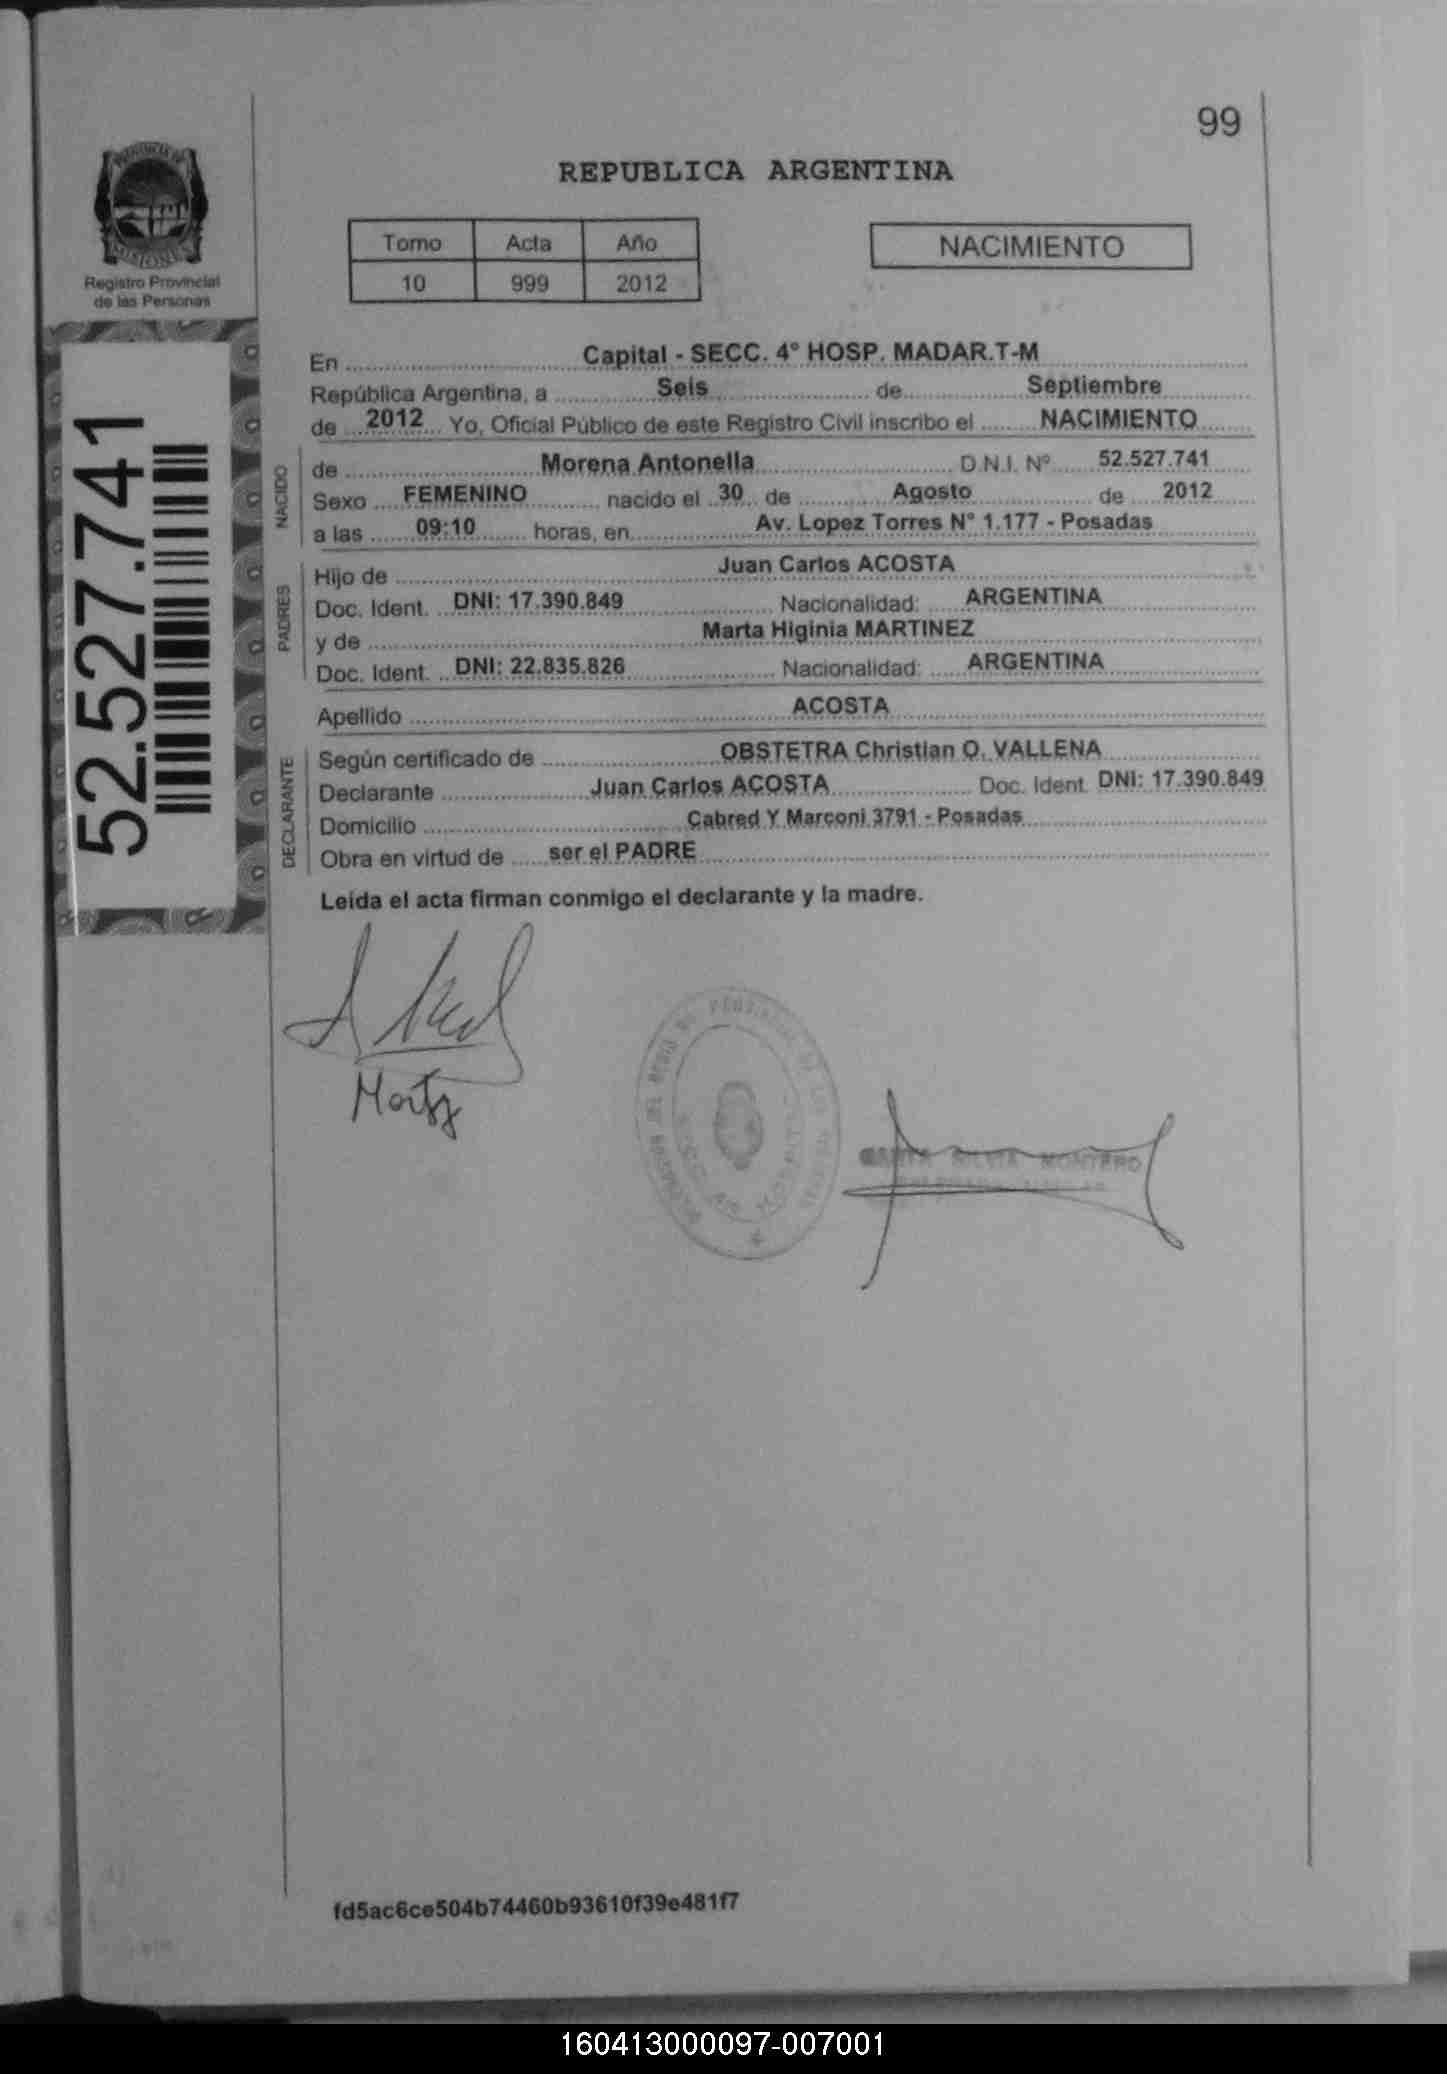 99
PROVINCIA DE
MISIONES
Registro Provincial
de las Personas
REPUBLICA ARGENTINA
Tomo Acta Año
10 999 2012
NACIMIENTO
52.527.741
En Capital - SECC. 4° HOSP. MADAR.T-M
República Argentina, a Seis de Septiembre
de 2012 Yo, Oficial Público de este Registro Civil inscribo el NACIMIENTO
NACIDO
de Morena Antonella D.N.I. Nº 52.527.741
Sexo FEMENINO nacido el 30 de Agosto de 2012
a las 09:10 horas, en Av. Lopez Torres N° 1.177 - Posadas
PADRES
Hijo de Juan Carlos ACOSTA
Doc. Ident. DNI: 17.390.849 Nacionalidad: ARGENTINA
y de Marta Higinia MARTINEZ
Doc. Ident. DNI: 22.835.826 Nacionalidad: ARGENTINA
Apellido ACOSTA
DECLARANTE
Según certificado de OBSTETRA Christian O. VALLENA
Declarante Juan Carlos ACOSTA Doc. Ident. DNI: 17.390.849
Domicilio Cabred Y Marconi 3791 - Posadas
Obra en virtud de ser el PADRE
Leída el acta firman conmigo el declarante y la madre.
SILVIA MONTERO
fd5ac6ce504b74460b93610f39e481f7
160413000097-007001